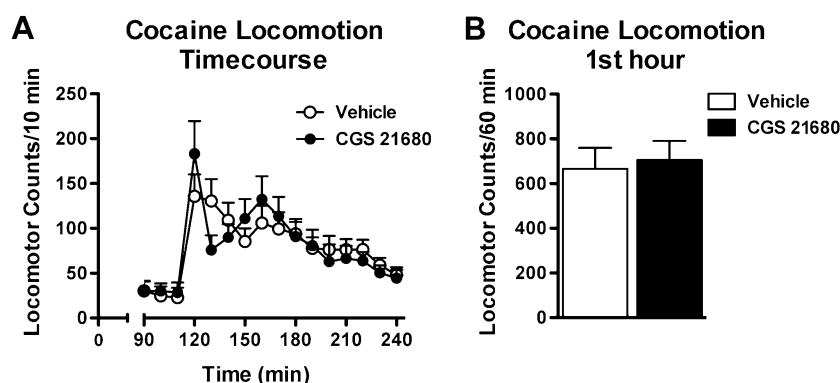 A
Cocaine Locomotion
Timecourse
Locomotor Counts/10 min
250
200
150
100
50
0
Vehicle
CGS 21680
0 90 120 150 180 210 240
Time (min)
B
Cocaine Locomotion
1st hour
Locomotor Counts/60 min
1000
800
600
400
200
0
Vehicle
CGS 21680